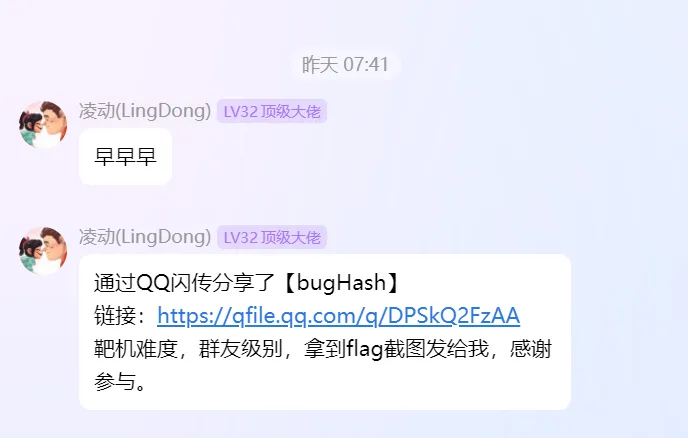 昨天 07:41
凌动(LingDong) LV32 顶级大佬
早早早
凌动(LingDong) LV32 顶级大佬
通过QQ闪传分享了【bugHash】
链接：https://qfile.qq.com/q/DPSkQ2FzAA
靶机难度，群友级别，拿到flag截图发给我，感谢
参与。